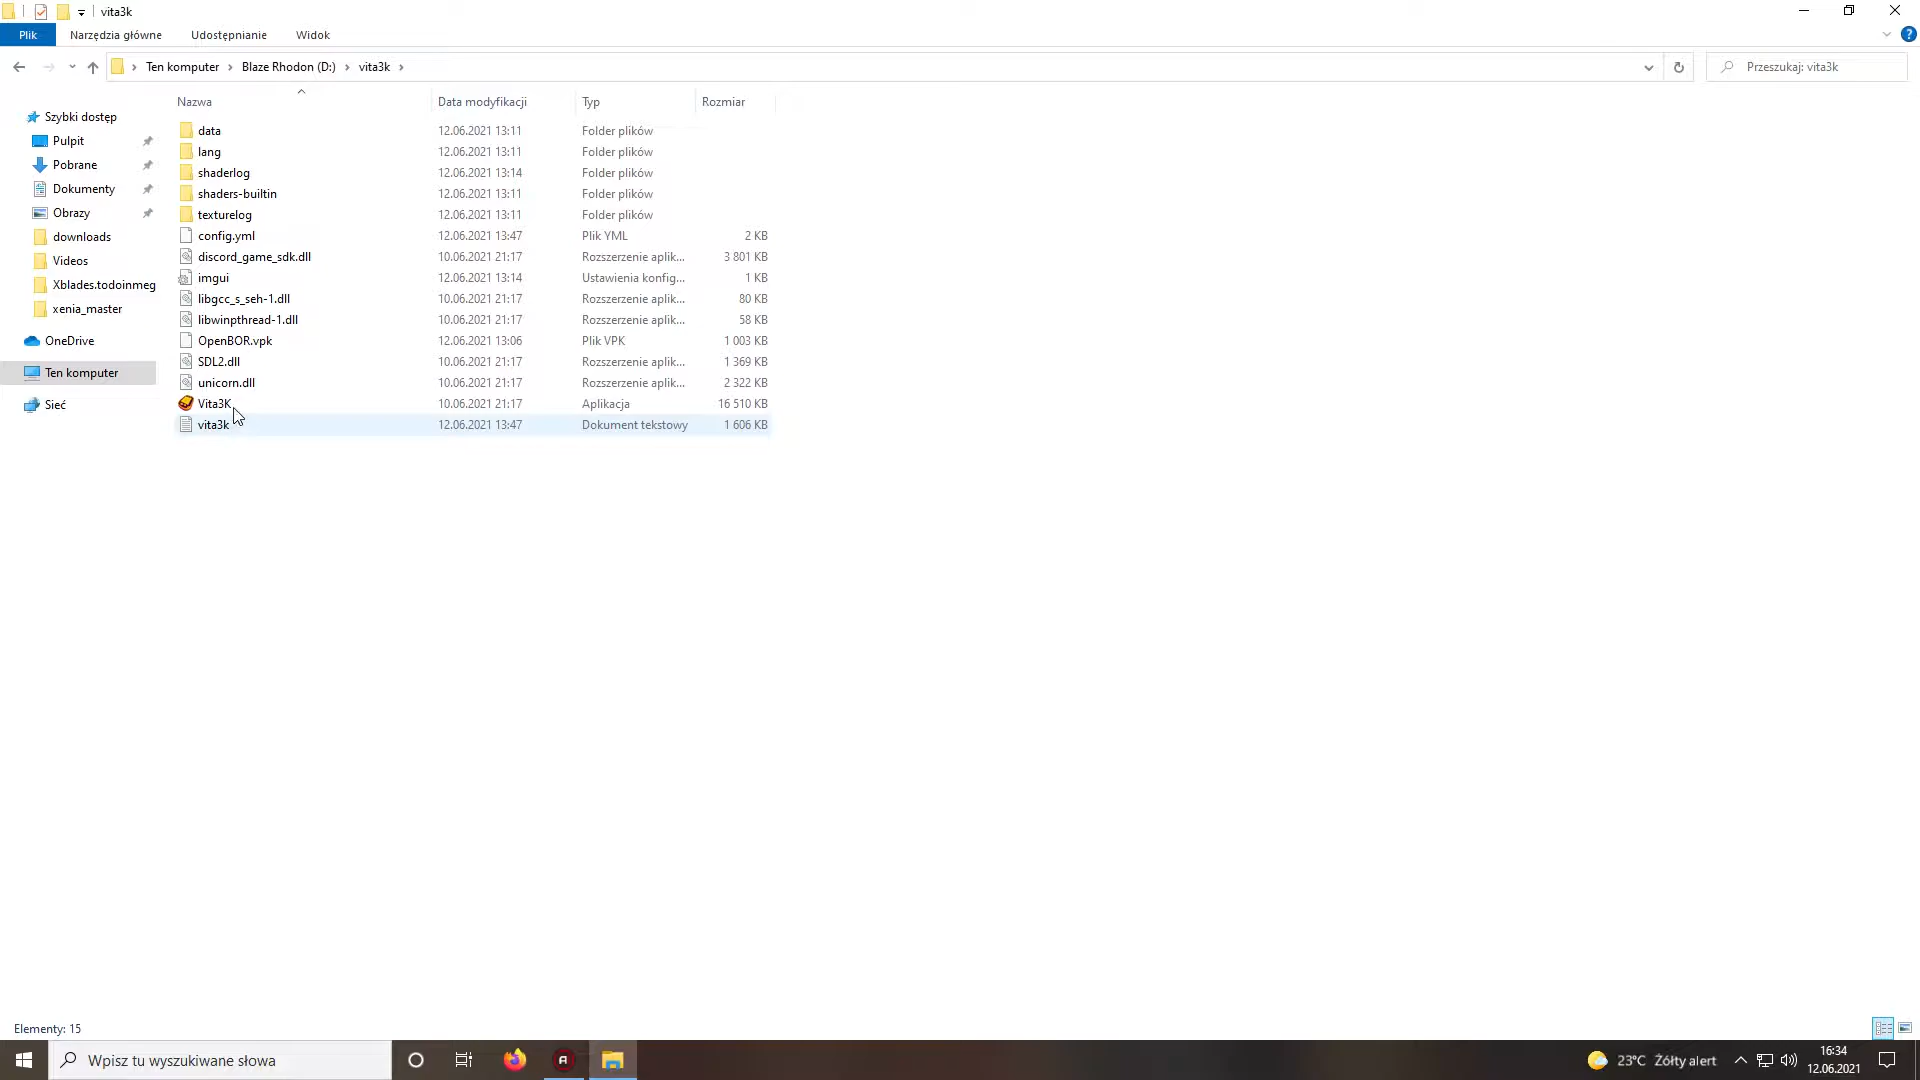 vita3k
Plik Narzędzia główne Udostępnianie Widok
Ten komputer Blaze Rhodon (D:) vita3k
Przeszukaj: vita3k
Szybki dostęp
Pulpit
Pobrane
Dokumenty
Obrazy
downloads
Videos
Xblades.todoinmeg
xenia_master
OneDrive
Ten komputer
Sieć
Nazwa Data modyfikacji Typ Rozmiar
data 12.06.2021 13:11 Folder plików
lang 12.06.2021 13:11 Folder plików
shaderlog 12.06.2021 13:14 Folder plików
shaders-builtin 12.06.2021 13:11 Folder plików
texturelog 12.06.2021 13:11 Folder plików
config.yml 12.06.2021 13:47 Plik YML 2 KB
discord_game_sdk.dll 10.06.2021 21:17 Rozszerzenie aplik... 3 801 KB
imgui 12.06.2021 13:14 Ustawienia konfig... 1 KB
libgcc_s_seh-1.dll 10.06.2021 21:17 Rozszerzenie aplik... 80 KB
libwinpthread-1.dll 10.06.2021 21:17 Rozszerzenie aplik... 58 KB
OpenBOR.vpk 12.06.2021 13:06 Plik VPK 1 003 KB
SDL2.dll 10.06.2021 21:17 Rozszerzenie aplik... 1 369 KB
unicorn.dll 10.06.2021 21:17 Rozszerzenie aplik... 2 322 KB
Vita3K 10.06.2021 21:17 Aplikacja 16 510 KB
vita3k 12.06.2021 13:47 Dokument tekstowy 1 606 KB
Elementy: 15
Wpisz tu wyszukiwane słowa
23°C Żółty alert
16:34
12.06.2021